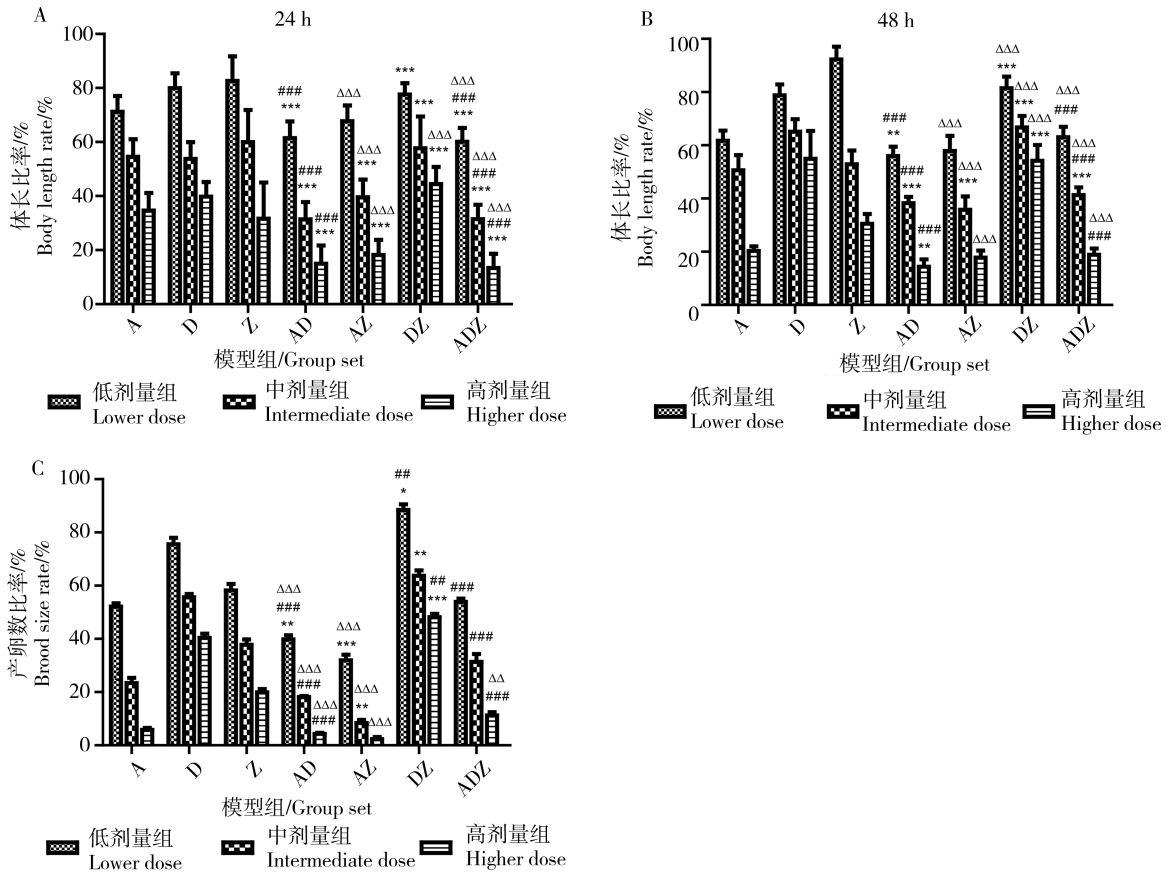 A
24 h
100
80
60
40
20
0
体长比率/%
Body length rate/%
###
***
###
***
###
***
ΔΔΔ
ΔΔΔ
***
ΔΔΔ
***
***
***
ΔΔΔ
***
ΔΔΔ
###
***
ΔΔΔ
###
***
ΔΔΔ
###
***
A
D
Z
AD
AZ
DZ
ADZ
模型组/Group set
低剂量组
Lower dose
中剂量组
Intermediate dose
高剂量组
Higher dose
B
48 h
100
80
60
40
20
0
体长比率/%
Body length rate/%
###
**
###
***
###
**
ΔΔΔ
ΔΔΔ
***
ΔΔΔ
ΔΔΔ
***
ΔΔΔ
***
ΔΔΔ
***
ΔΔΔ
###
ΔΔΔ
###
***
ΔΔΔ
###
A
D
Z
AD
AZ
DZ
ADZ
模型组/Group set
低剂量组
Lower dose
中剂量组
Intermediate dose
高剂量组
Higher dose
C
100
80
60
40
20
0
产卵数比率/%
Brood size rate/%
ΔΔΔ
###
**
ΔΔΔ
###
ΔΔΔ
###
ΔΔΔ
***
ΔΔΔ
**
ΔΔΔ
##
*
**
##
***
###
###
ΔΔ
###
A
D
Z
AD
AZ
DZ
ADZ
模型组/Group set
低剂量组
Lower dose
中剂量组
Intermediate dose
高剂量组
Higher dose